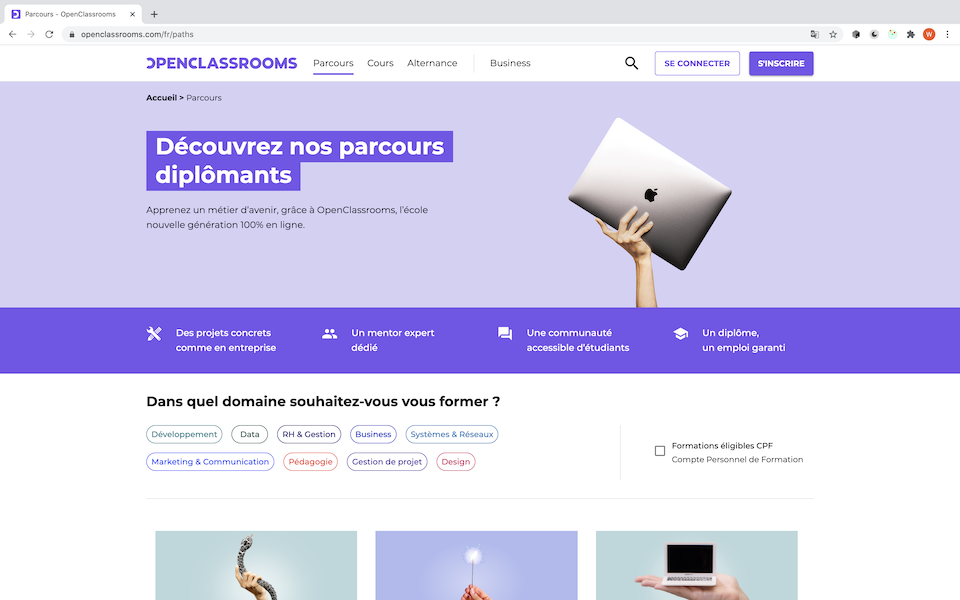 Parcours - OpenClassrooms
openclassrooms.com/fr/paths
W
OPENCLASSROOMS
Parcours
Cours
Alternance
Business
SE CONNECTER
S'INSCRIRE
Accueil > Parcours
Découvrez nos parcours
diplômants
Apprenez un métier d'avenir, grâce à OpenClassrooms, l'école
nouvelle génération 100% en ligne.
Des projets concrets
comme en entreprise
Un mentor expert
dédié
Une communauté
accessible d'étudiants
Un diplôme,
un emploi garanti
Dans quel domaine souhaitez-vous vous former ?
Développement
Data
RH & Gestion
Business
Systèmes & Réseaux
Marketing & Communication
Pédagogie
Gestion de projet
Design
Formations éligibles CPF
Compte Personnel de Formation